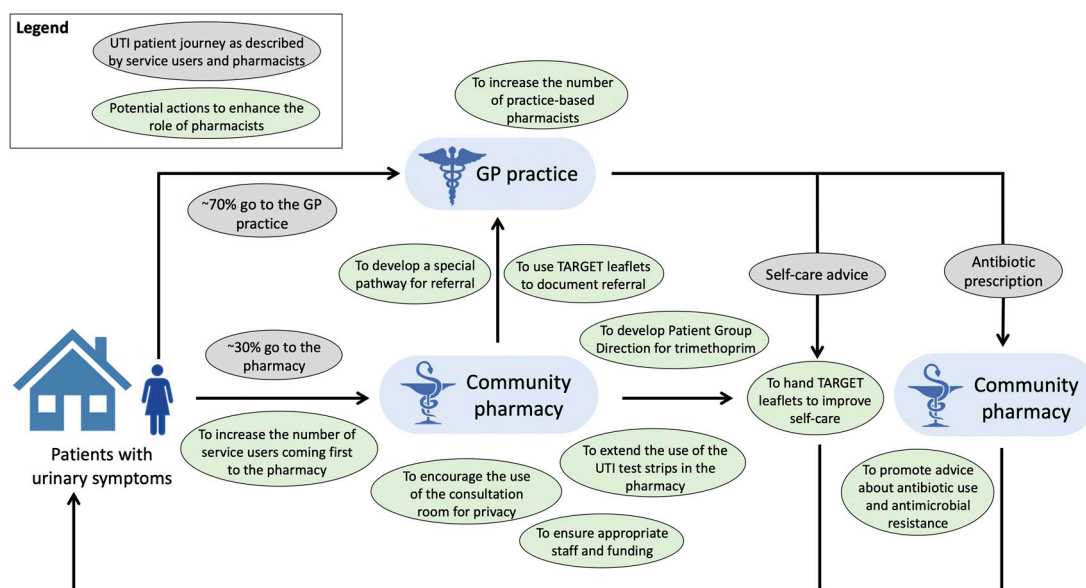 Legend
UTI patient journey as described
by service users and pharmacists
Potential actions to enhance the
role of pharmacists
To increase the number
of practice-based
pharmacists
GP practice
~70% go to the GP
practice
To develop a special
pathway for referral
To use TARGET leaflets
to document referral
Self-care advice
Antibiotic
prescription
~30% go to the
pharmacy
To develop Patient Group
Direction for trimethoprim
Community
pharmacy
To hand TARGET
leaflets to improve
self-care
Community
pharmacy
Patients with
urinary symptoms
To increase the number of
service users coming first
to the pharmacy
To encourage the use
of the consultation
room for privacy
To extend the use of the
UTI test strips in the
pharmacy
To ensure appropriate
staff and funding
To promote advice
about antibiotic use
and antimicrobial
resistance